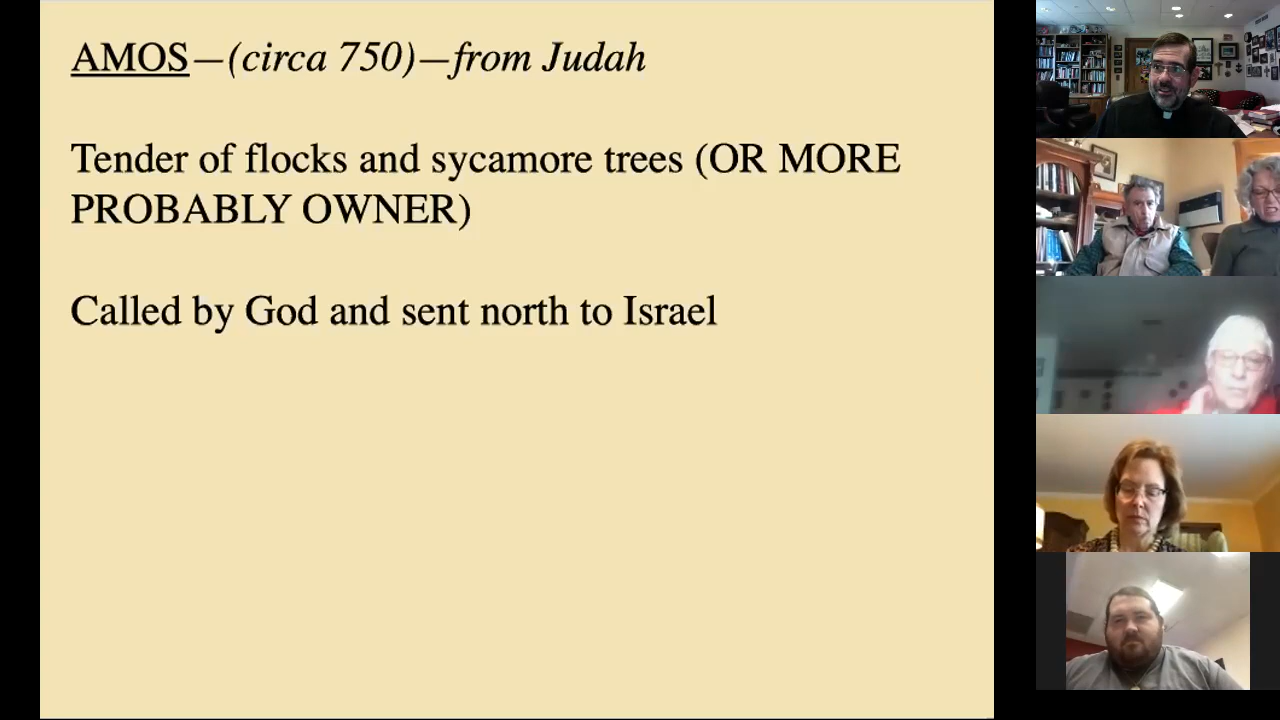 AMOS—(circa 750)—from Judah
Tender of flocks and sycamore trees (OR MORE
PROBABLY OWNER)
Called by God and sent north to Israel